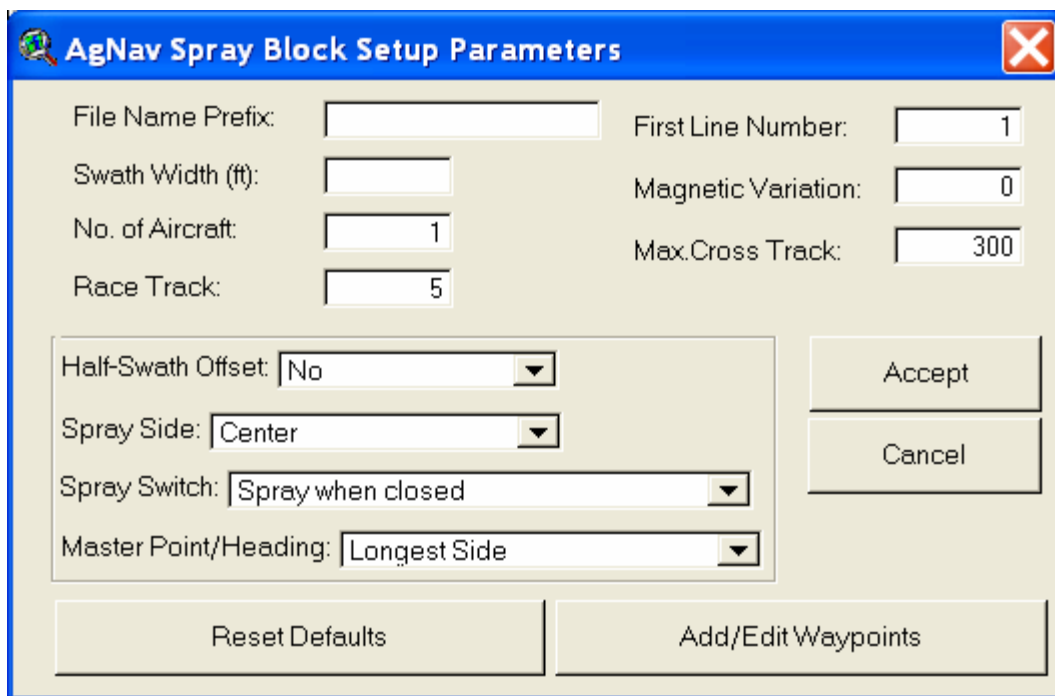 AgNav Spray Block Setup Parameters
File Name Prefix:
First Line Number: 1
Swath Width (ft):
Magnetic Variation: 0
No. of Aircraft: 1
Max.Cross Track: 300
Race Track: 5
Half-Swath Offset: No
Accept
Spray Side: Center
Cancel
Spray Switch: Spray when closed
Master Point/Heading: Longest Side
Reset Defaults
Add/Edit Waypoints